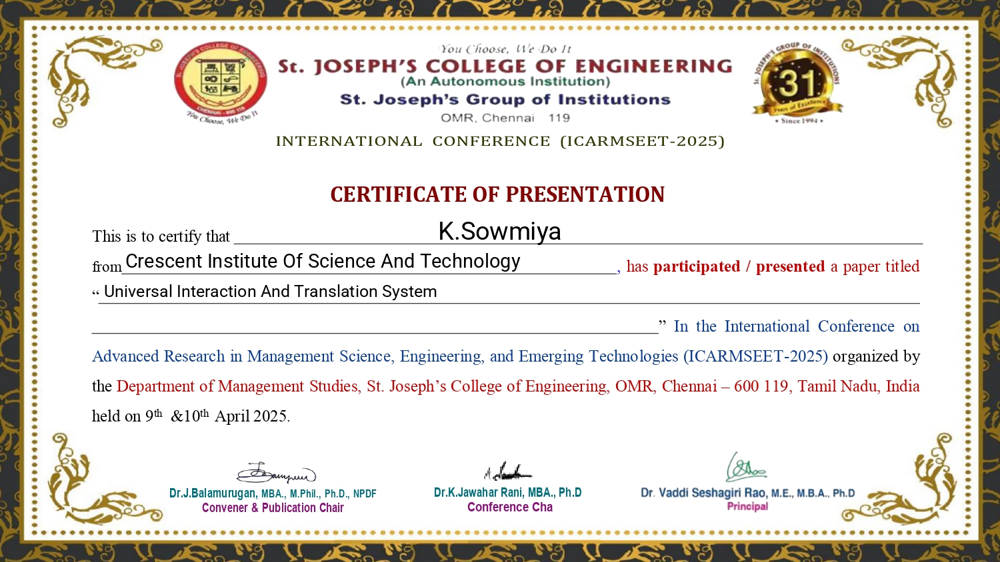 You Choose, We Do It
St. JOSEPH'S COLLEGE OF ENGINEERING
(An Autonomous Institution)
St. Joseph's Group of Institutions
OMR, Chennai 119
St. JOSEPH'S COLLEGE OF ENGINEERING
CHENNAI - 600 119
You Choose, We Do It
St. JOSEPH'S GROUP OF INSTITUTIONS
31
Years of Excellence
* Since 1994 *
INTERNATIONAL CONFERENCE (ICARMSEET-2025)
CERTIFICATE OF PRESENTATION
This is to certify that K.Sowmiya
from Crescent Institute Of Science And Technology, has participated / presented a paper titled
“ Universal Interaction And Translation System
” In the International Conference on
Advanced Research in Management Science, Engineering, and Emerging Technologies (ICARMSEET-2025) organized by
the Department of Management Studies, St. Joseph’s College of Engineering, OMR, Chennai – 600 119, Tamil Nadu, India
held on 9th &10th April 2025.
Dr.J.Balamurugan, MBA., M.Phil., Ph.D., NPDF
Convener & Publication Chair
Dr.K.Jawahar Rani, MBA., Ph.D
Conference Cha
Dr. Vaddi Seshagiri Rao, M.E., M.B.A., Ph.D
Principal